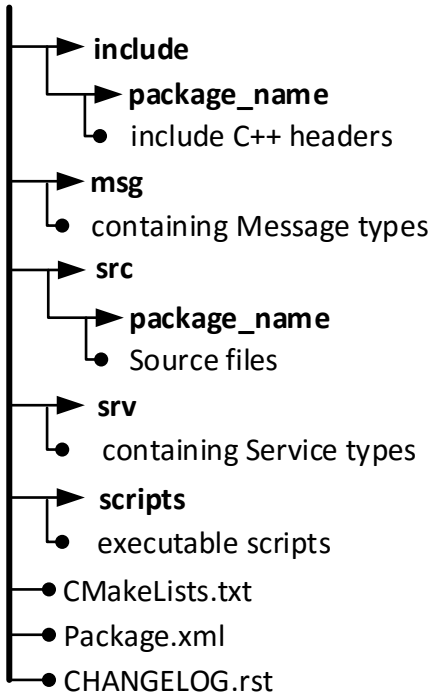 include
package_name
include C++ headers
msg
containing Message types
src
package_name
Source files
srv
containing Service types
scripts
executable scripts
CMakeLists.txt
Package.xml
CHANGELOG.rst